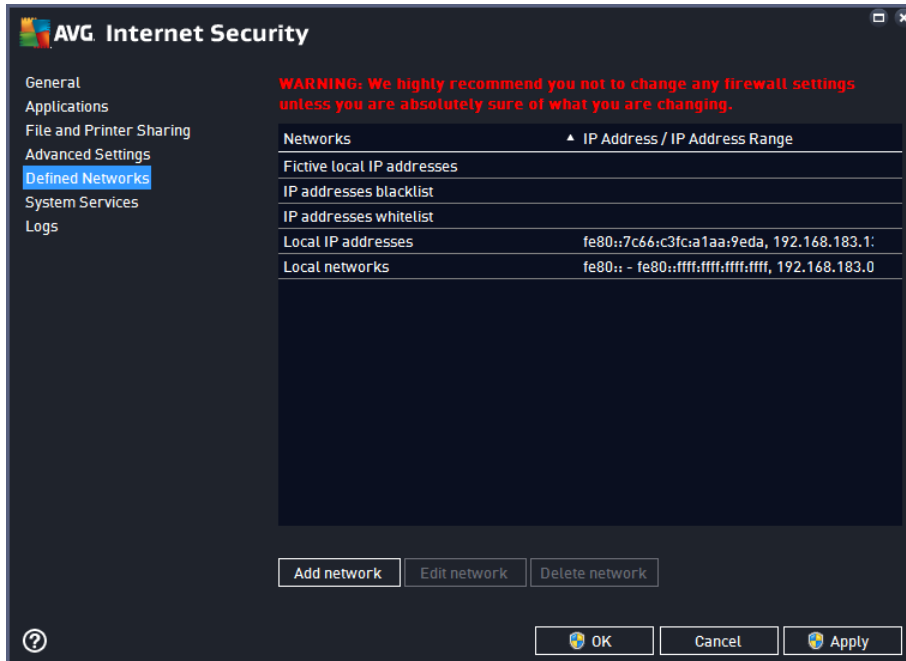 AVG Internet Security
General
Applications
File and Printer Sharing
Advanced Settings
Defined Networks
System Services
Logs
WARNING: We highly recommend you not to change any firewall settings
unless you are absolutely sure of what you are changing.
Networks ▲ IP Address / IP Address Range
Fictive local IP addresses
IP addresses blacklist
IP addresses whitelist
Local IP addresses fe80::7c66:c3fc:a1aa:9eda, 192.168.183.1
Local networks fe80:: - fe80::ffff:ffff:ffff:ffff, 192.168.183.0
Add network Edit network Delete network
? OK Cancel Apply